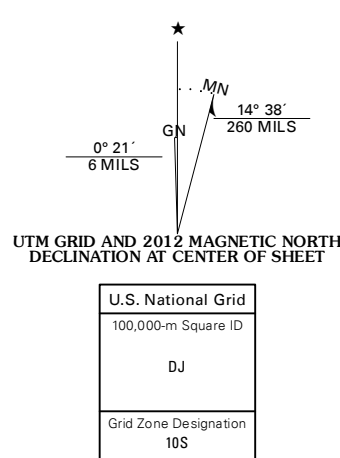 ★
MN
GN
14° 38´
260 MILS
0° 21´
6 MILS
UTM GRID AND 2012 MAGNETIC NORTH
DECLINATION AT CENTER OF SHEET
U.S. National Grid
100,000-m Square ID
DJ
Grid Zone Designation
10S